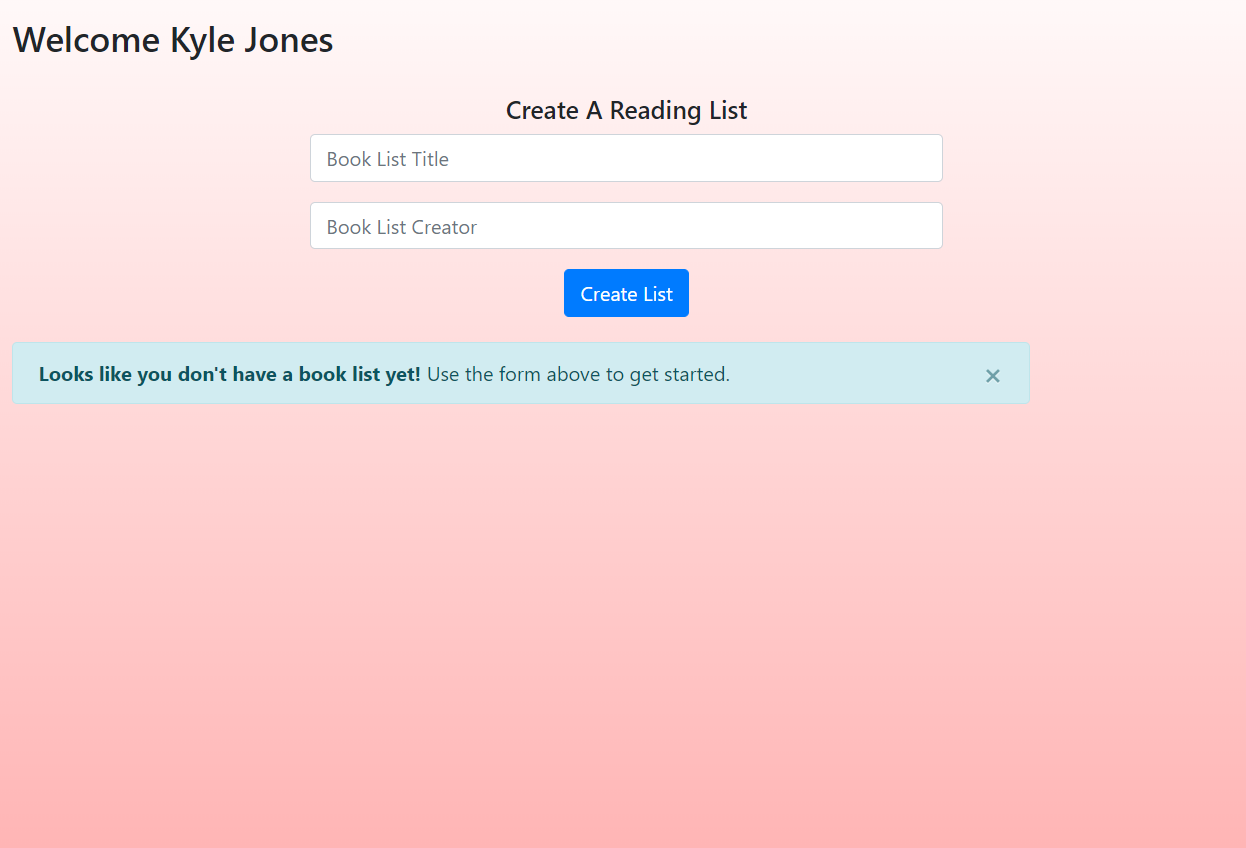 Welcome Kyle Jones
Create A Reading List
Book List Title
Book List Creator
Create List
Looks like you don't have a book list yet! Use the form above to get started. ×